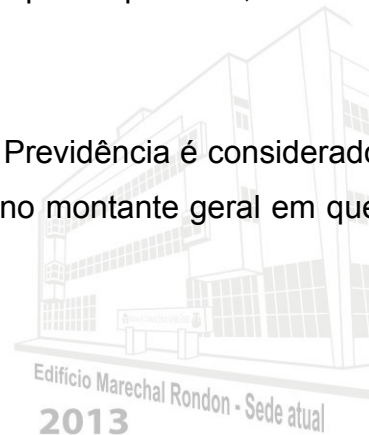 Previdência é considerado
no montante geral em que
Edifício Marechal Rondon - Sede atual
2013